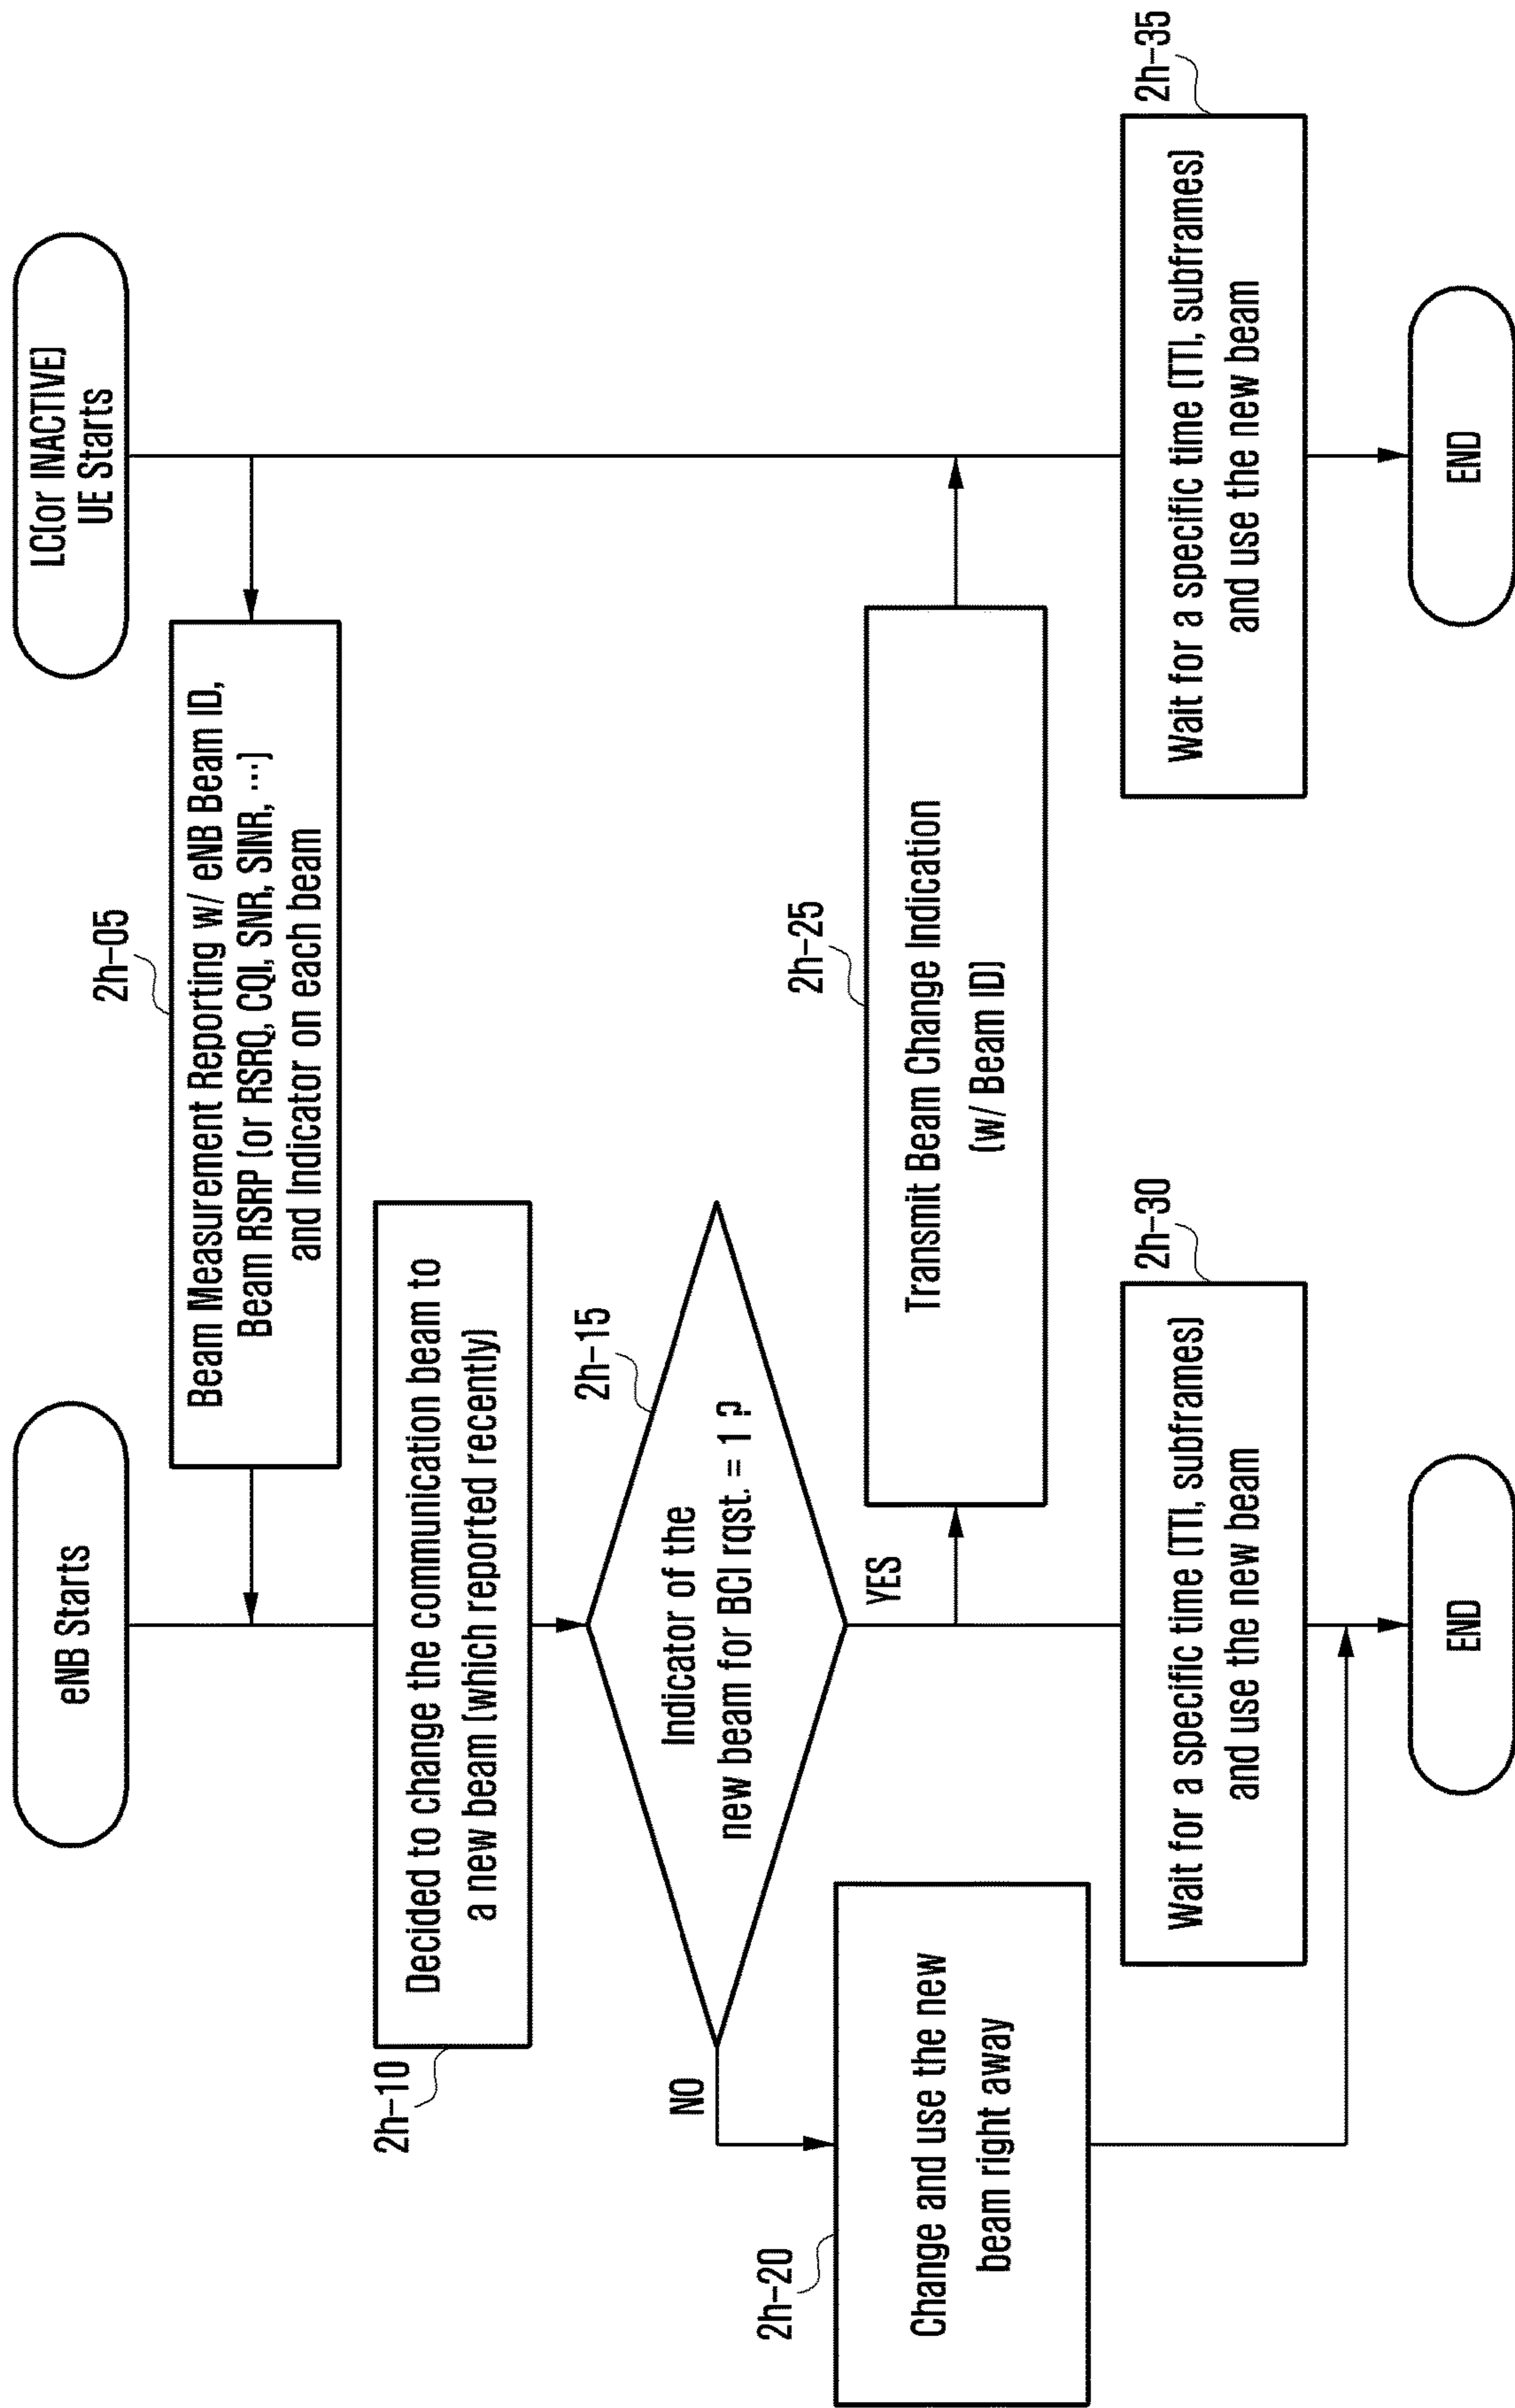 eNB Starts
LC(or INACTIVE)
UE Starts
2h-05
Beam Measurement Reporting w/ eNB Beam ID,
Beam RSRP (or RSRQ, CQI, SNR, SINR, ...)
and Indicator on each beam
2h-10
Decided to change the communication beam to
a new beam (which reported recently)
2h-15
Indicator of the
new beam for BCI rqst. = 1 ?
NO
YES
2h-20
Change and use the new
beam right away
2h-25
Transmit Beam Change Indication
(w/ Beam ID)
2h-30
Wait for a specific time (TTI, subframes)
and use the new beam
2h-35
Wait for a specific time (TTI, subframes)
and use the new beam
END
END